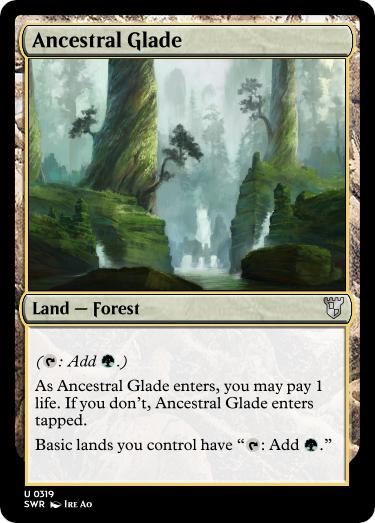 Ancestral Glade
Land — Forest
(: Add .)
As Ancestral Glade enters, you may pay 1
life. If you don't, Ancestral Glade enters
tapped.
Basic lands you control have “: Add .”
U 0319
SWR Ire Ao